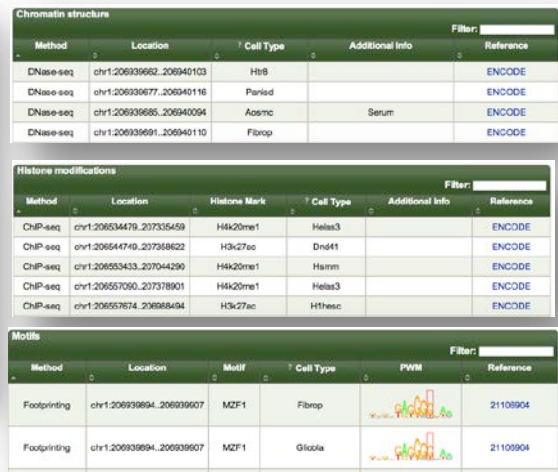 Chromatin structure
Filter:
Method Location ? Cell Type Additional Info Reference
DNase-seq chr1:206939662..206940103 Htr8 ENCODE
DNase-seq chr1:206939677..206940116 Panisd ENCODE
DNase-seq chr1:206939685..206940094 Aosmc Serum ENCODE
DNase-seq chr1:206939691..206940110 Fibrop ENCODE
Histone modifications
Filter:
Method Location Histone Mark ? Cell Type Additional Info Reference
ChIP-seq chr1:206534479..207335459 H4k20me1 Helas3 ENCODE
ChIP-seq chr1:206544740..207358622 H3k27ac Dnd41 ENCODE
ChIP-seq chr1:206553433..207044290 H4k20me1 Hsmm ENCODE
ChIP-seq chr1:206557090..207378901 H4k20me1 Helas3 ENCODE
ChIP-seq chr1:206557674..206988494 H3k27ac H1hesc ENCODE
Motifs
Filter:
Method Location Motif ? Cell Type PWM Reference
Footprinting chr1:206939894..206939907 MZF1 Fibrop 21106904
Footprinting chr1:206939894..206939907 MZF1 Gliobla 21106904